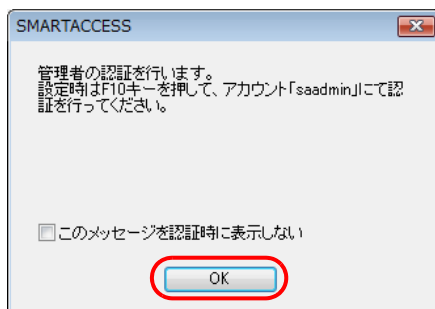 SMARTACCESS
管理者の認証を行います。
設定時はF10キーを押して、アカウント「saadmin」にて認
証を行ってください。
このメッセージを認証時に表示しない
OK